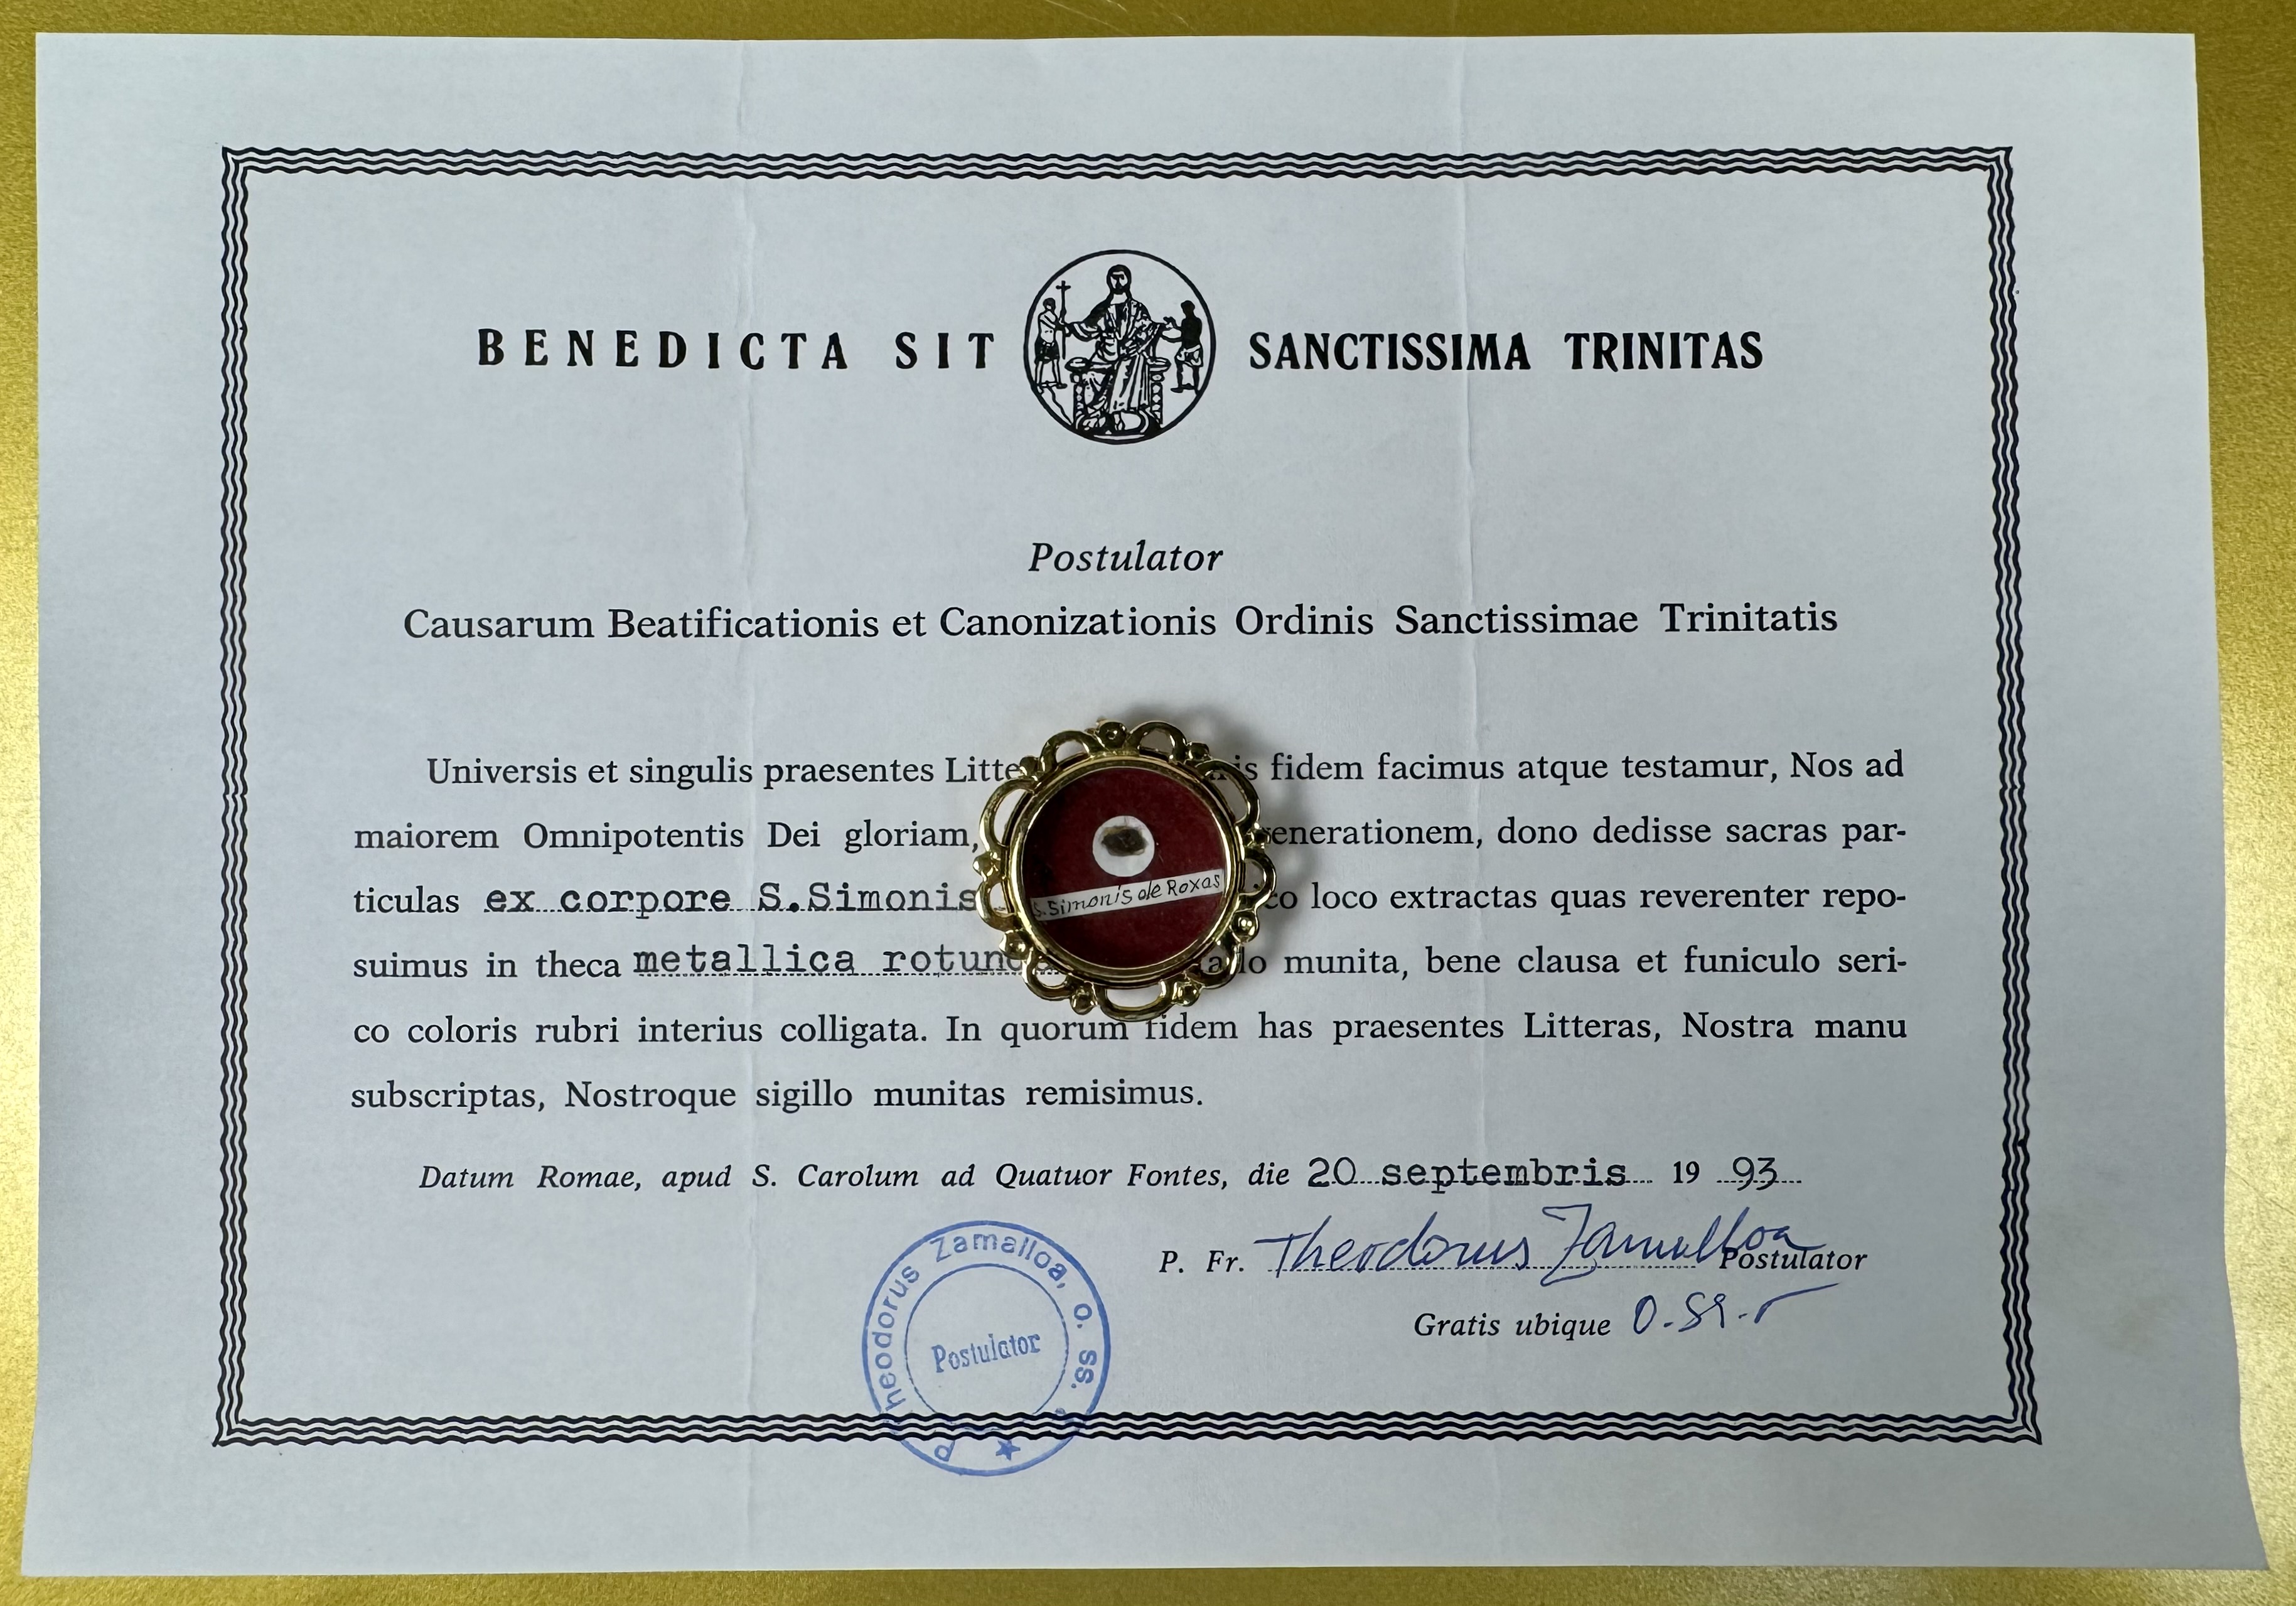 BENEDICTA SIT SANCTISSIMA TRINITAS
Postulator
Causarum Beatificationis et Canonizationis Ordinis Sanctissimae Trinitatis
Universis et singulis praesentes fidem facimus atque testamur, Nos ad
maiorem Omnipotentis Dei gloriam, dono dedisse sacras par-
ticulas ex corpore S.Simonis loco extractas quas reverenter repo-
suimus in theca metallica munita, bene clausa et funiculo seri-
co coloris rubri interius colligata. In quorum fidem has praesentes Litteras, Nostra manu
subscriptas, Nostroque sigillo munitas remisimus.
S. Simonis de Roxas
Datum Romae, apud S. Carolum ad Quatuor Fontes, die 20 septembris 1993
P. Fr. Theodorus Zamalloa Postulator
Gratis ubique
P. Theodorus Zamalloa, O. SS.
Postulator